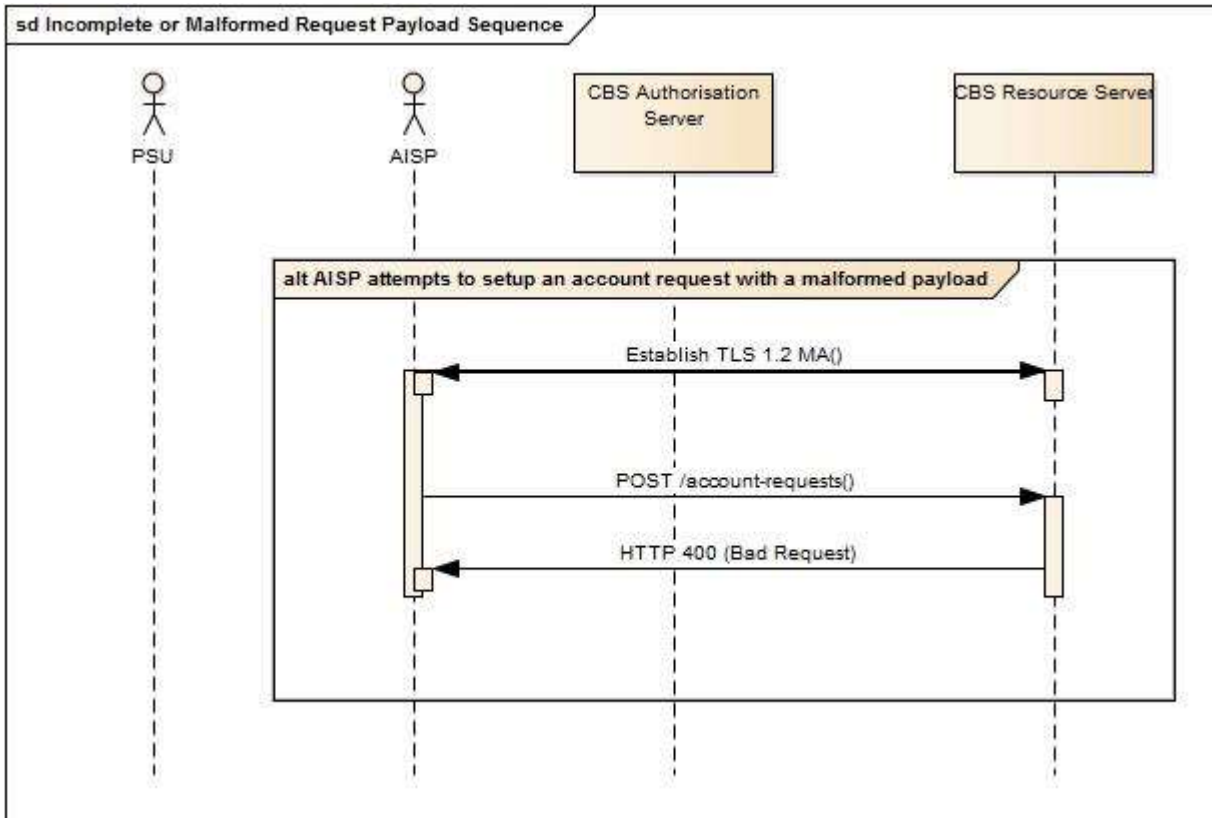 sd Incomplete or Malformed Request Payload Sequence
PSU
AISP
CBS Authorisation
Server
CBS Resource Server
alt AISP attempts to setup an account request with a malformed payload
Establish TLS 1.2 MA()
POST /account-requests()
HTTP 400 (Bad Request)